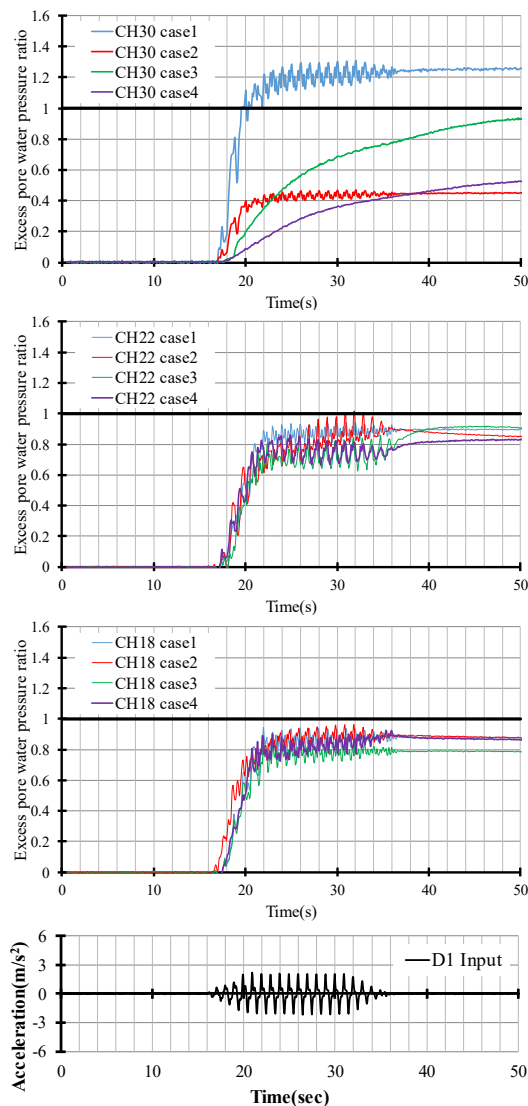 Excess pore water pressure ratio
1.6
1.4
1.2
1
0.8
0.6
0.4
0.2
0
CH30 case1
CH30 case2
CH30 case3
CH30 case4
0 10 20 30 40 50
Time(s)
Excess pore water pressure ratio
1.6
1.4
1.2
1
0.8
0.6
0.4
0.2
0
CH22 case1
CH22 case2
CH22 case3
CH22 case4
0 10 20 30 40 50
Time(s)
Excess pore water pressure ratio
1.6
1.4
1.2
1
0.8
0.6
0.4
0.2
0
CH18 case1
CH18 case2
CH18 case3
CH18 case4
0 10 20 30 40 50
Time(s)
Acceleration(m/s²)
6
3
0
-3
-6
D1 Input
0 10 20 30 40 50
Time(sec)